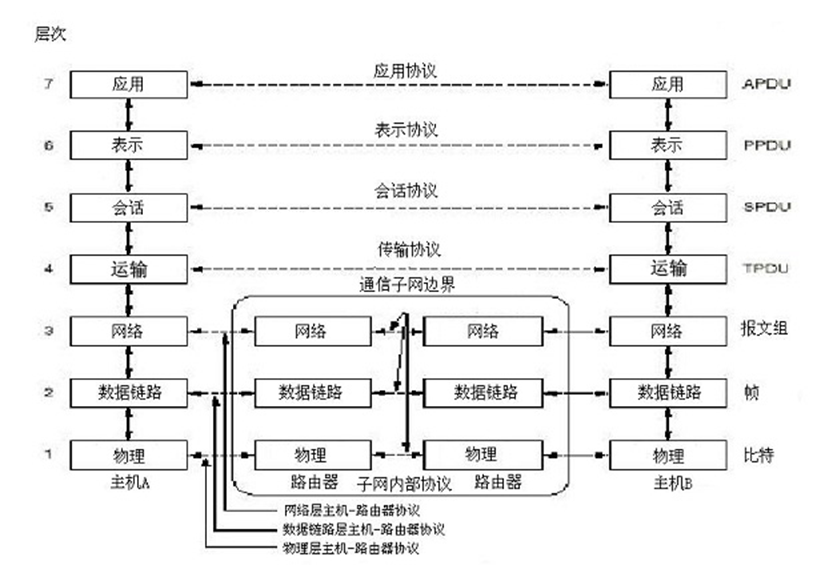 层次
应用协议
7 应用 应用 APDU
表示协议
6 表示 表示 PPDU
会话协议
5 会话 会话 SPDU
传输协议
4 运输 运输 TPDU
通信子网边界
3 网络 网络 网络 网络 报文组
2 数据链路 数据链路 数据链路 数据链路 帧
1 物理 物理 物理 物理 比特
主机A 路由器 子网内部协议 路由器 主机B
网络层主机-路由器协议
数据链路层主机-路由器协议
物理层主机-路由器协议